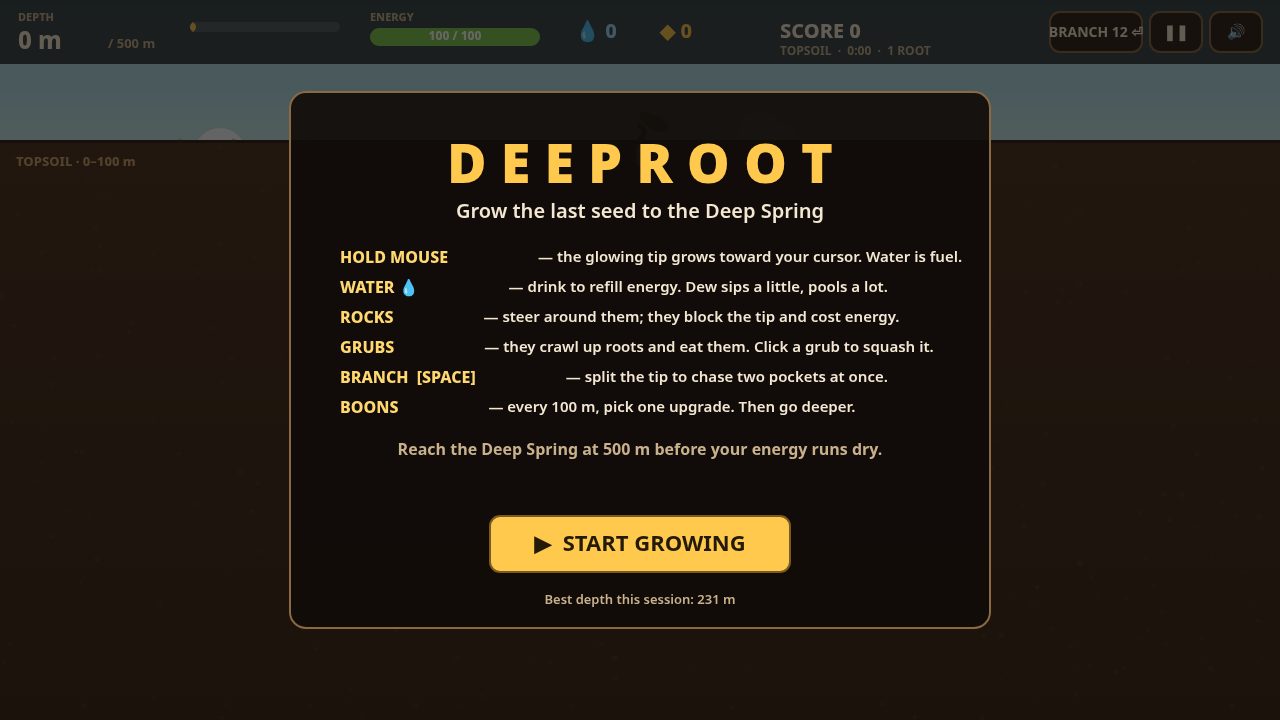 DEPTH
0 m / 500 m
ENERGY
100 / 100
💧 0
◆ 0
SCORE 0
TOPSOIL · 0:00 · 1 ROOT
BRANCH 12 ⏎
❚❚
🔊
TOPSOIL · 0–100 m
DEEPROOT
Grow the last seed to the Deep Spring
HOLD MOUSE — the glowing tip grows toward your cursor. Water is fuel.
WATER 💧 — drink to refill energy. Dew sips a little, pools a lot.
ROCKS — steer around them; they block the tip and cost energy.
GRUBS — they crawl up roots and eat them. Click a grub to squash it.
BRANCH [SPACE] — split the tip to chase two pockets at once.
BOONS — every 100 m, pick one upgrade. Then go deeper.
Reach the Deep Spring at 500 m before your energy runs dry.
▶ START GROWING
Best depth this session: 231 m